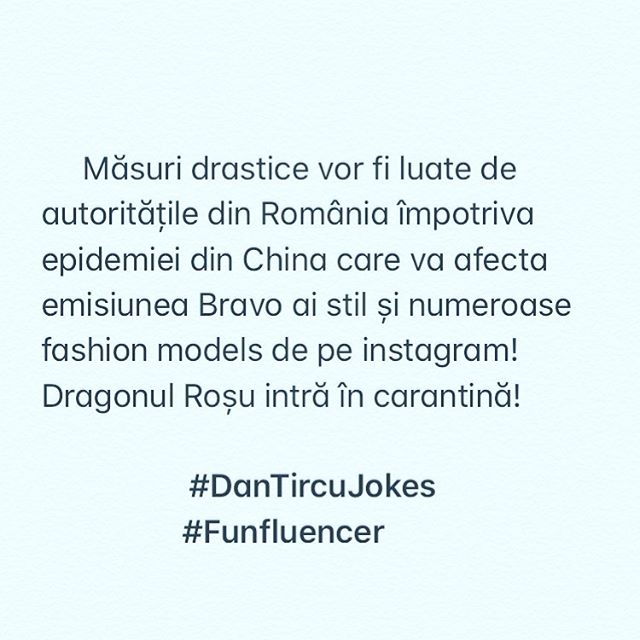 Măsuri drastice vor fi luate de
autoritățile din România împotriva
epidemiei din China care va afecta
emisiunea Bravo ai stil și numeroase
fashion models de pe instagram!
Dragonul Roșu intră în carantină!
#DanTircuJokes
#Funfluencer